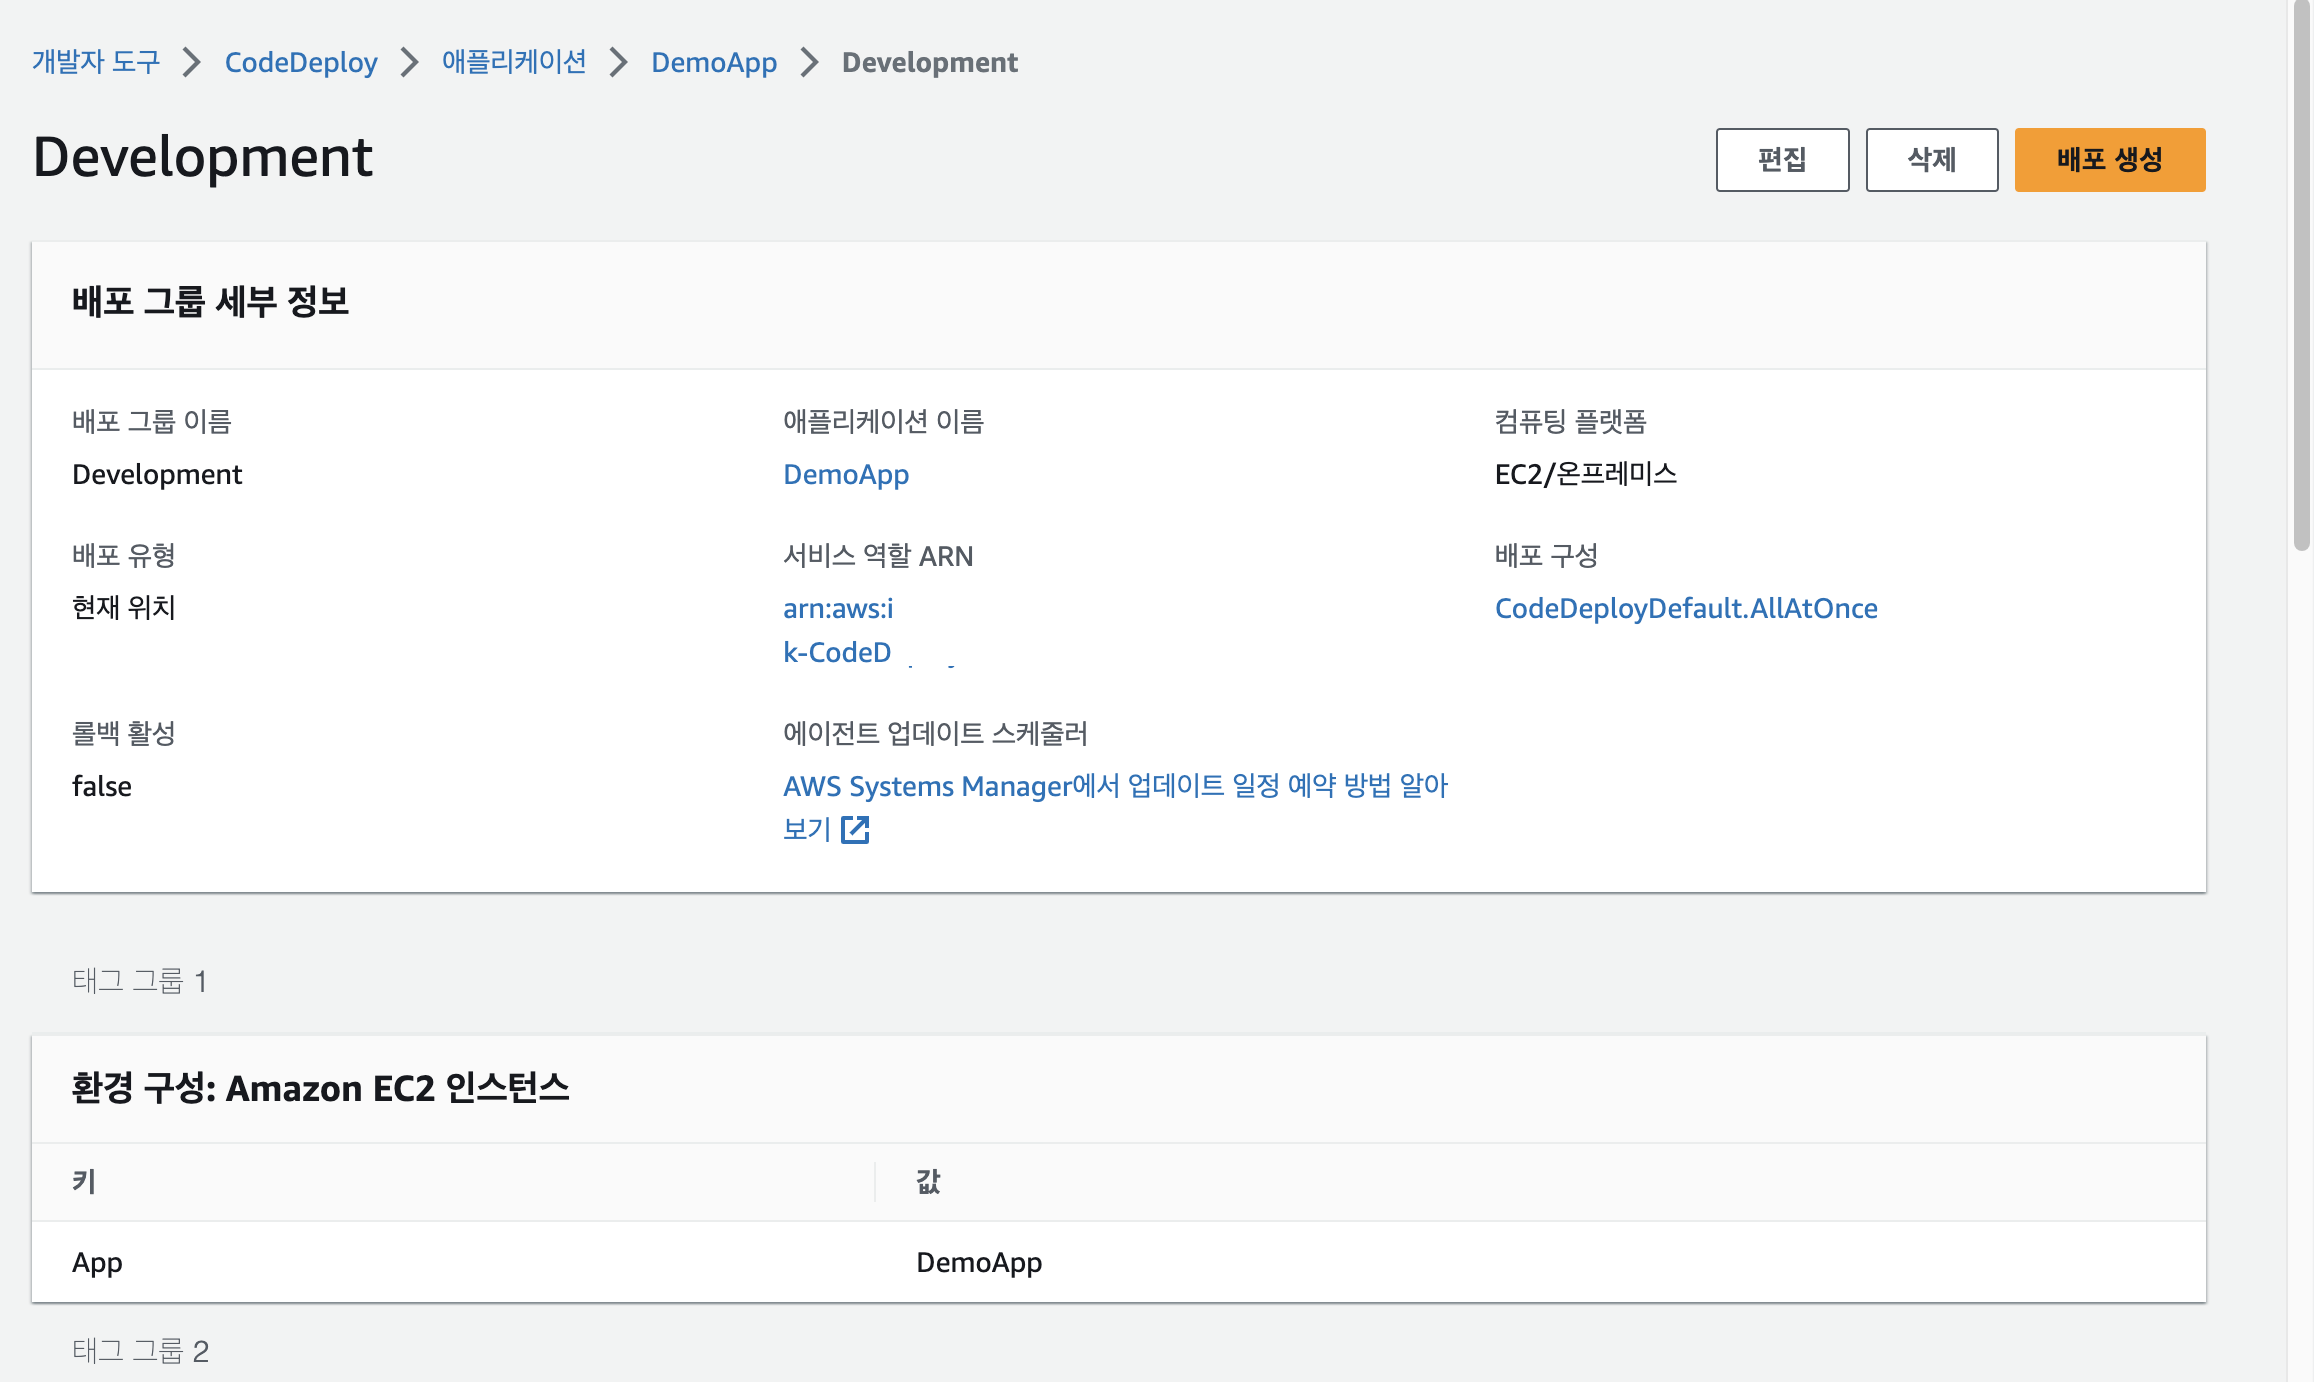 개발자 도구 > CodeDeploy > 애플리케이션 > DemoApp > Development
Development
편집 삭제 배포 생성
배포 그룹 세부 정보
배포 그룹 이름
Development
애플리케이션 이름
DemoApp
컴퓨팅 플랫폼
EC2/온프레미스
배포 유형
현재 위치
서비스 역할 ARN
arn:aws:i
k-CodeD
배포 구성
CodeDeployDefault.AllAtOnce
롤백 활성
false
에이전트 업데이트 스케줄러
AWS Systems Manager에서 업데이트 일정 예약 방법 알아
보기
태그 그룹 1
환경 구성: Amazon EC2 인스턴스
키 값
App DemoApp
태그 그룹 2